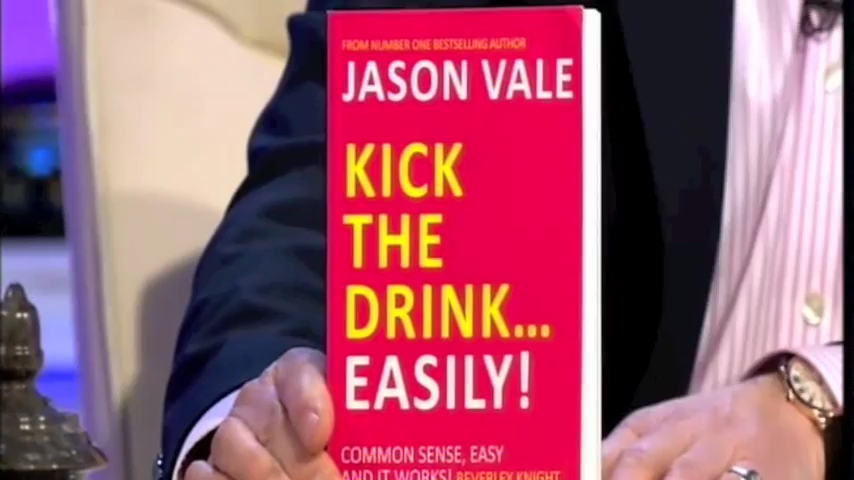 FROM NUMBER ONE BESTSELLING AUTHOR
JASON VALE
KICK
THE
DRINK...
EASILY!
COMMON SENSE, EASY
AND IT WORKS! BEVERLEY KNIGHT